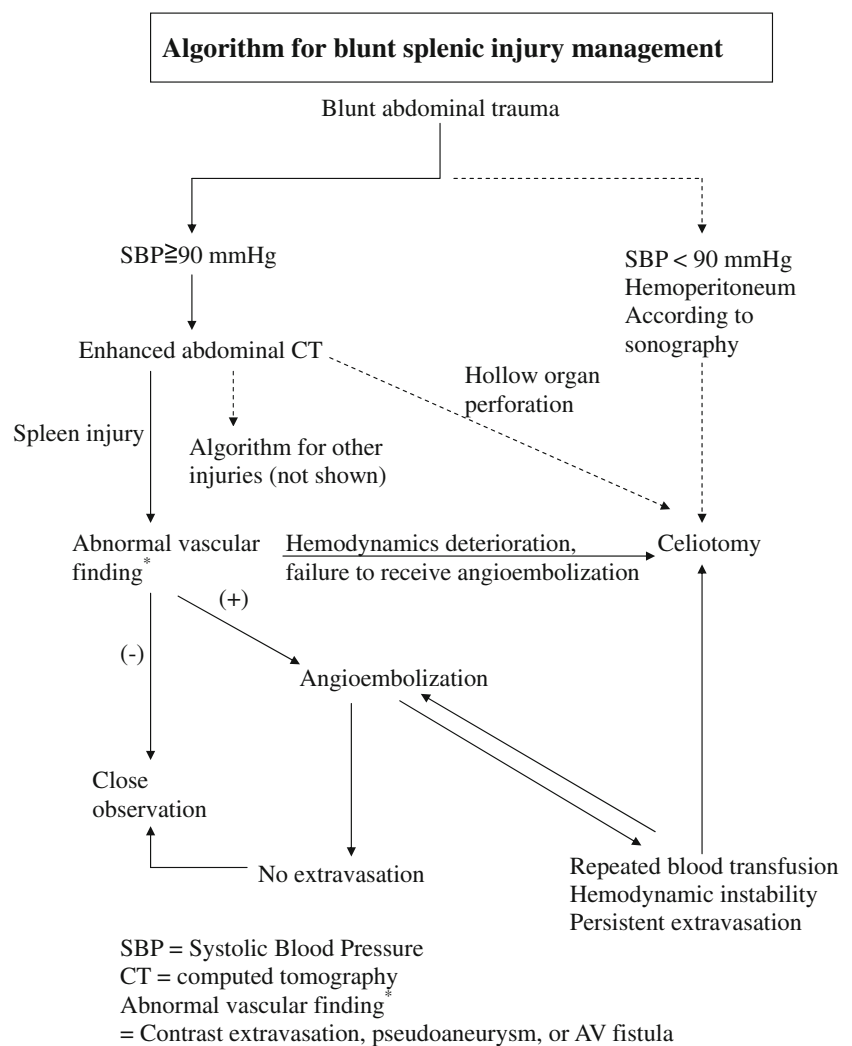 Algorithm for blunt splenic injury management
Blunt abdominal trauma
SBP≧90 mmHg
SBP < 90 mmHg
Hemoperitoneum
According to
sonography
Enhanced abdominal CT
Hollow organ
perforation
Spleen injury
Algorithm for other
injuries (not shown)
Abnormal vascular
finding*
Hemodynamics deterioration,
failure to receive angioembolization
Celiotomy
(+)
(-)
Angioembolization
Close
observation
No extravasation
Repeated blood transfusion
Hemodynamic instability
Persistent extravasation
SBP = Systolic Blood Pressure
CT = computed tomography
Abnormal vascular finding*
= Contrast extravasation, pseudoaneurysm, or AV fistula